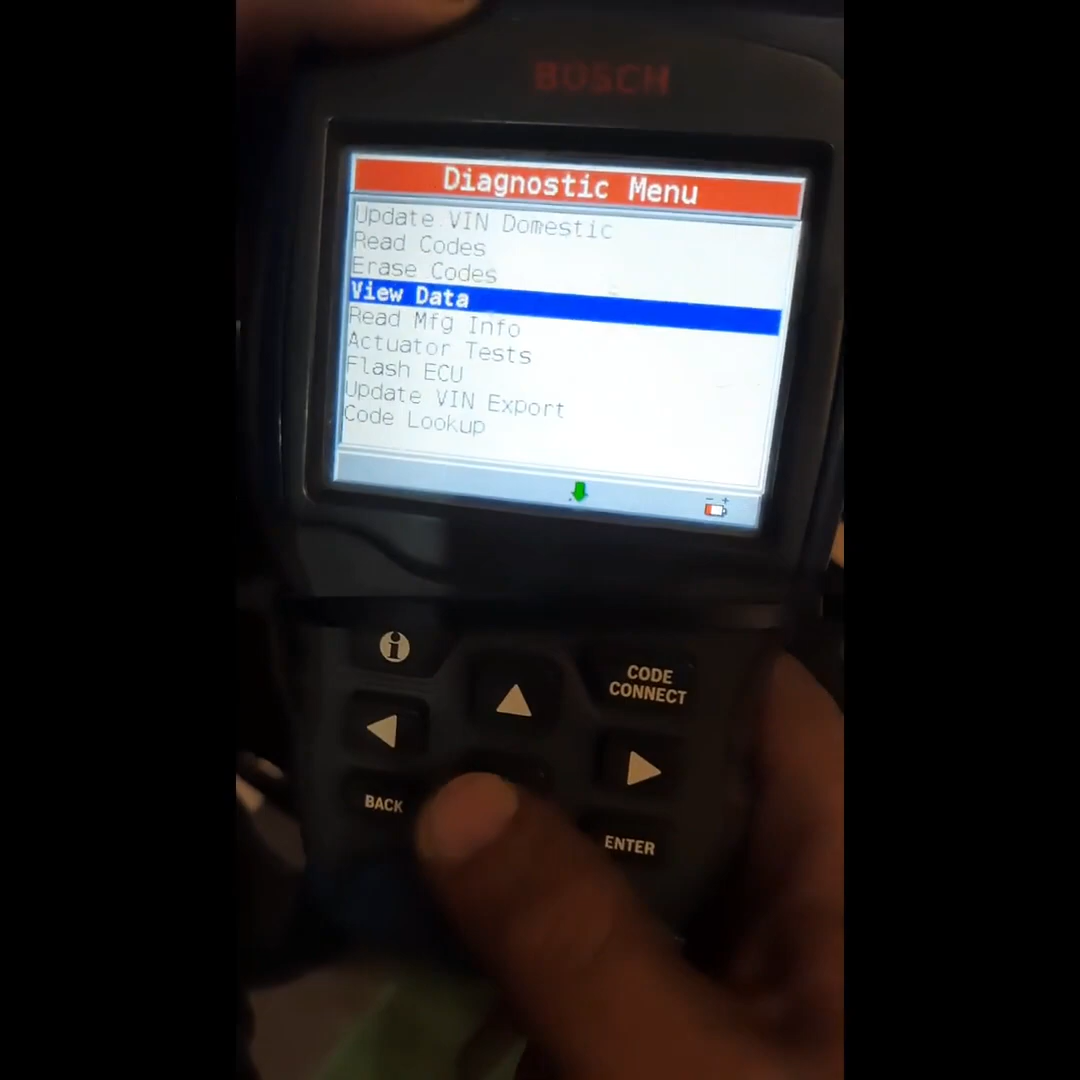 BOSCH
Diagnostic Menu
Update VIN Domestic
Read Codes
Erase Codes
View Data
Read Mfg Info
Actuator Tests
Flash ECU
Update VIN Export
Code Lookup
CODE
CONNECT
BACK
ENTER